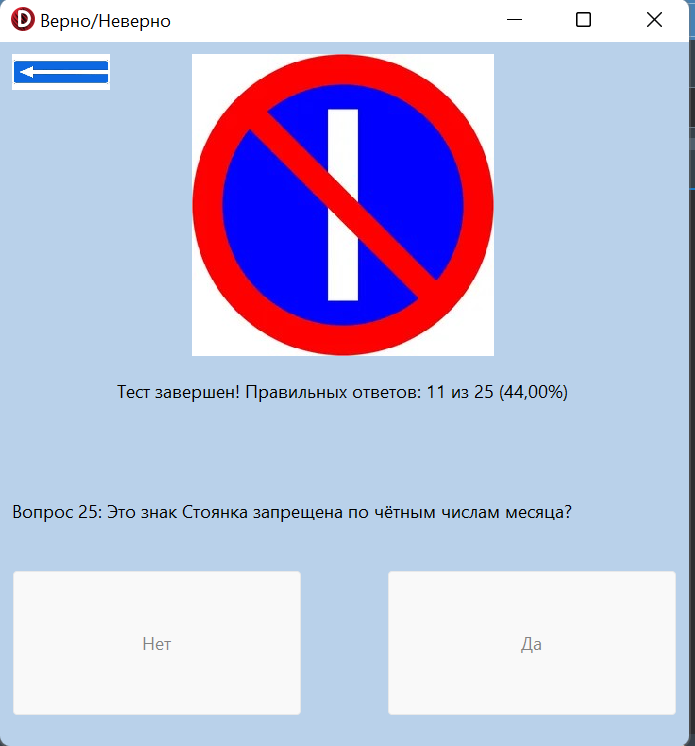 Верно/Неверно
Тест завершен! Правильных ответов: 11 из 25 (44,00%)
Вопрос 25: Это знак Стоянка запрещена по чётным числам месяца?
Нет
Да